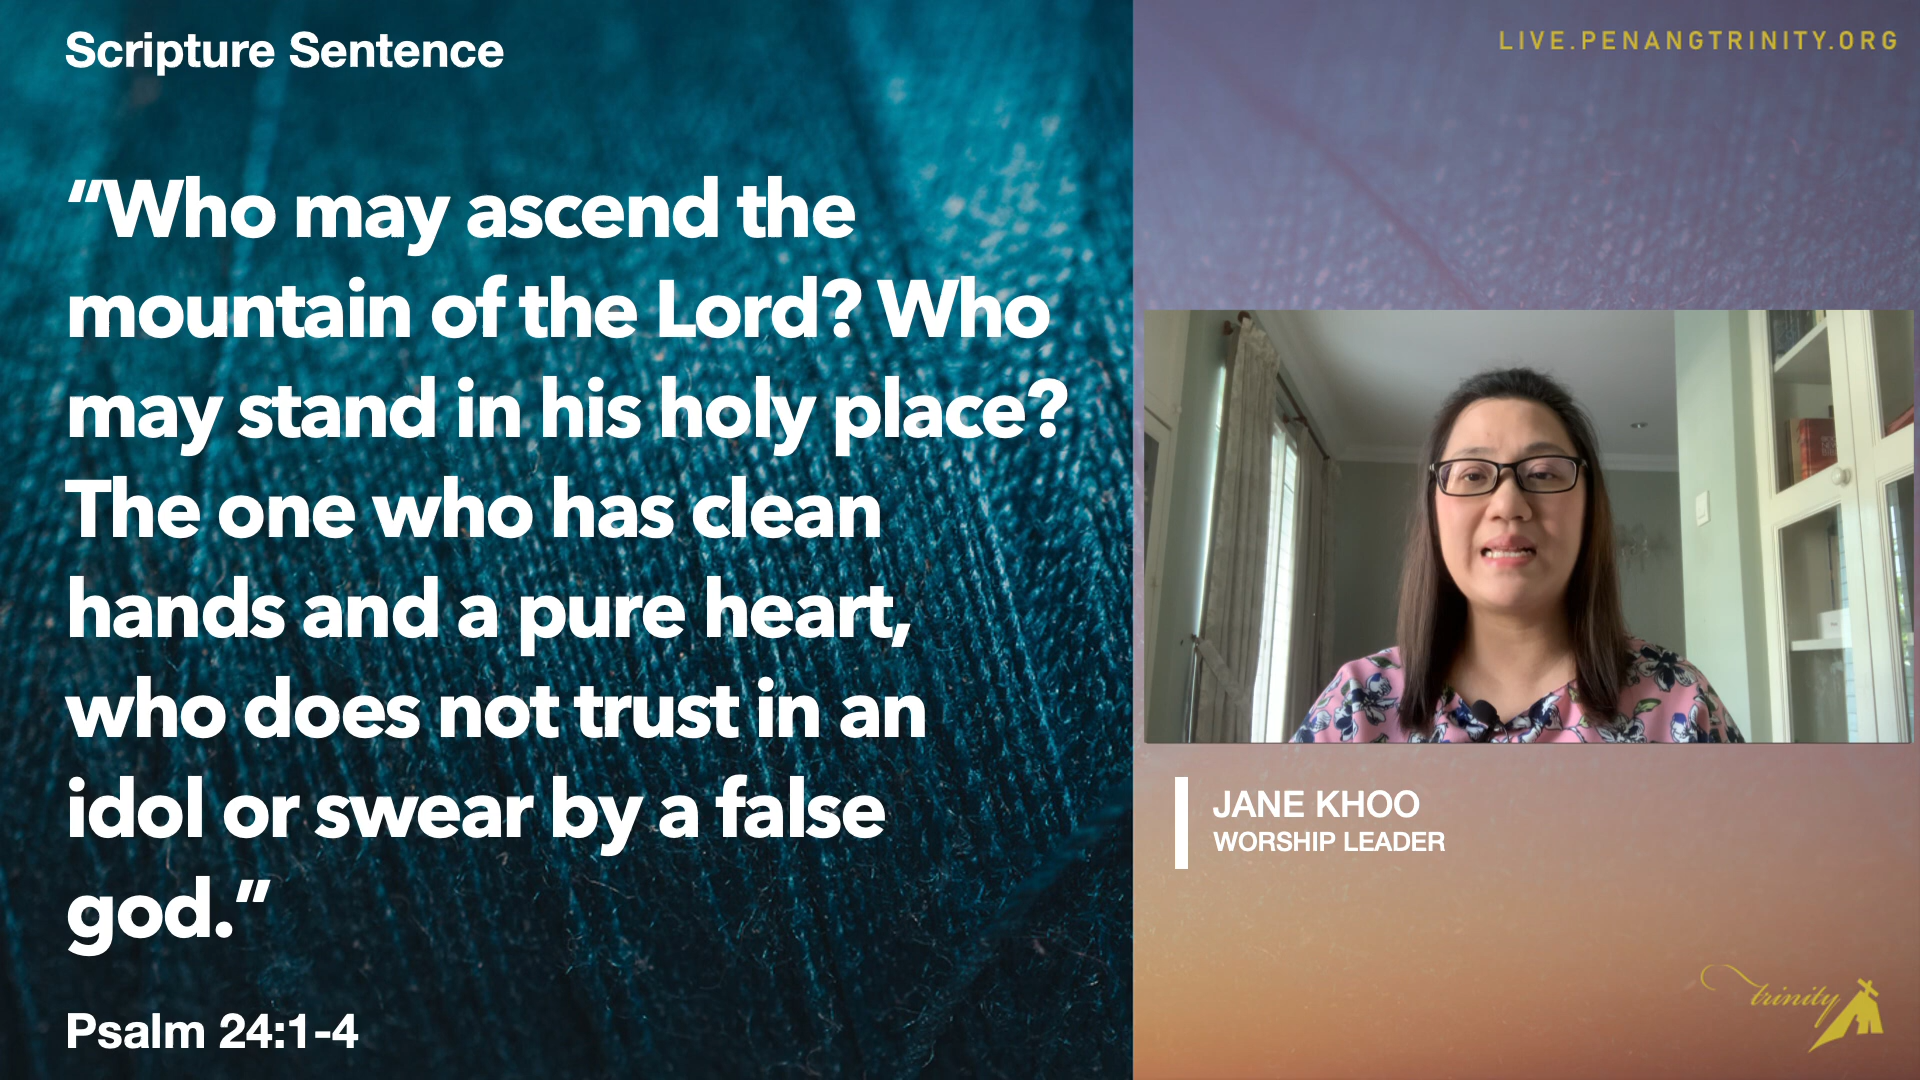 Scripture Sentence
“Who may ascend the
mountain of the Lord? Who
may stand in his holy place?
The one who has clean
hands and a pure heart,
who does not trust in an
idol or swear by a false
god.”
Psalm 24:1-4
LIVE.PENANGTRINITY.ORG
JANE KHOO
WORSHIP LEADER
trinity